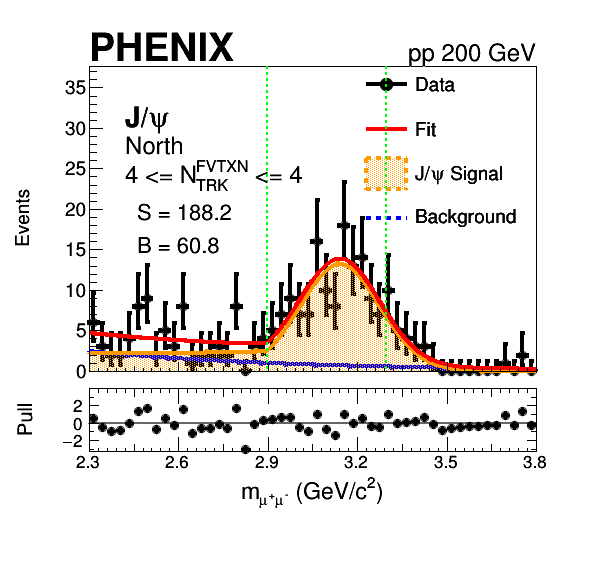 PHENIX pp 200 GeV
35
30
25
20
15
10
5
0
Events
J/ψ
North
4 <= N_TRK^FVTXN <= 4
S = 188.2
B = 60.8
Data
Fit
J/ψ Signal
Background
2
0
−2
Pull
2.3 2.6 2.9 3.2 3.5 3.8
m_μ⁺μ⁻ (GeV/c²)